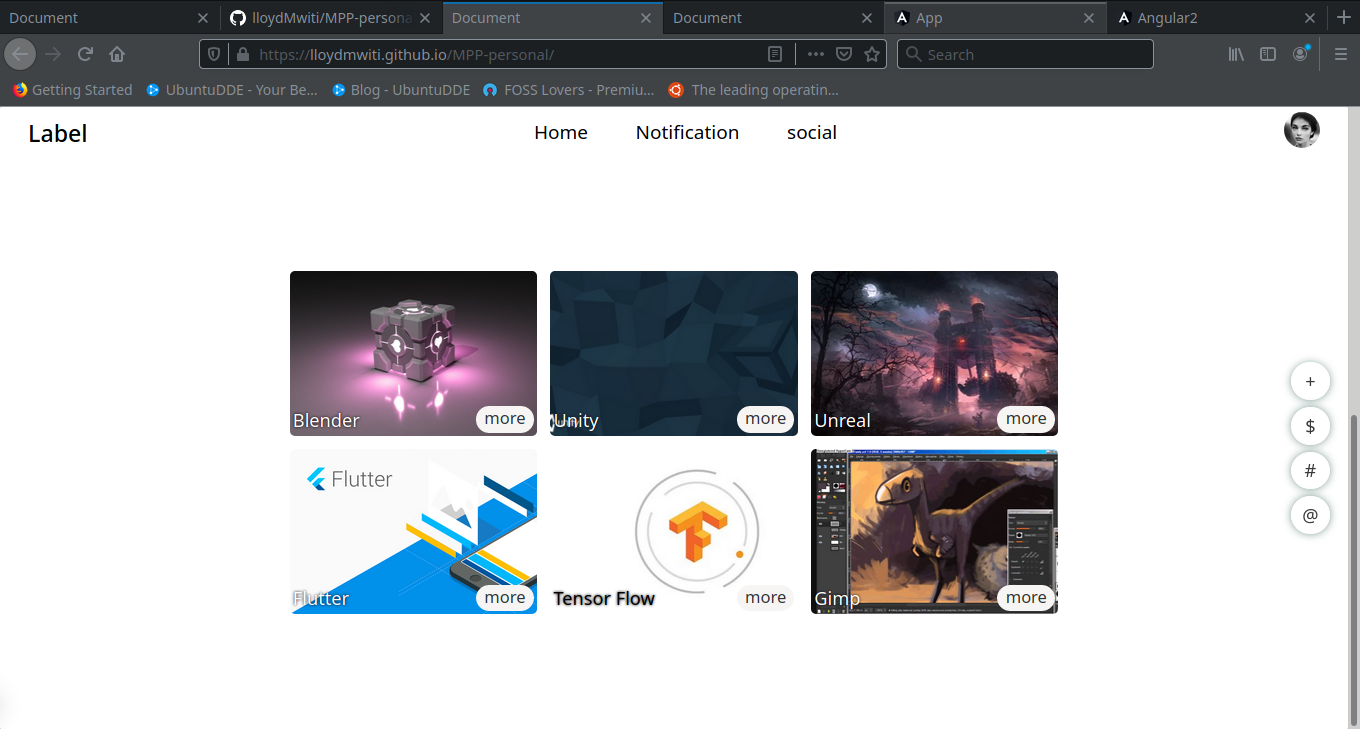 Document
lloydMwiti/MPP-persona
Document
Document
App
Angular2
https://lloydmwiti.github.io/MPP-personal/
Search
Getting Started
UbuntuDDE - Your Be...
Blog - UbuntuDDE
FOSS Lovers - Premiu...
The leading operatin...
Label
Home
Notification
social
Blender
more
Unity
more
Unreal
more
+
$
#
@
Flutter
Flutter
more
Tensor Flow
more
Gimp
more